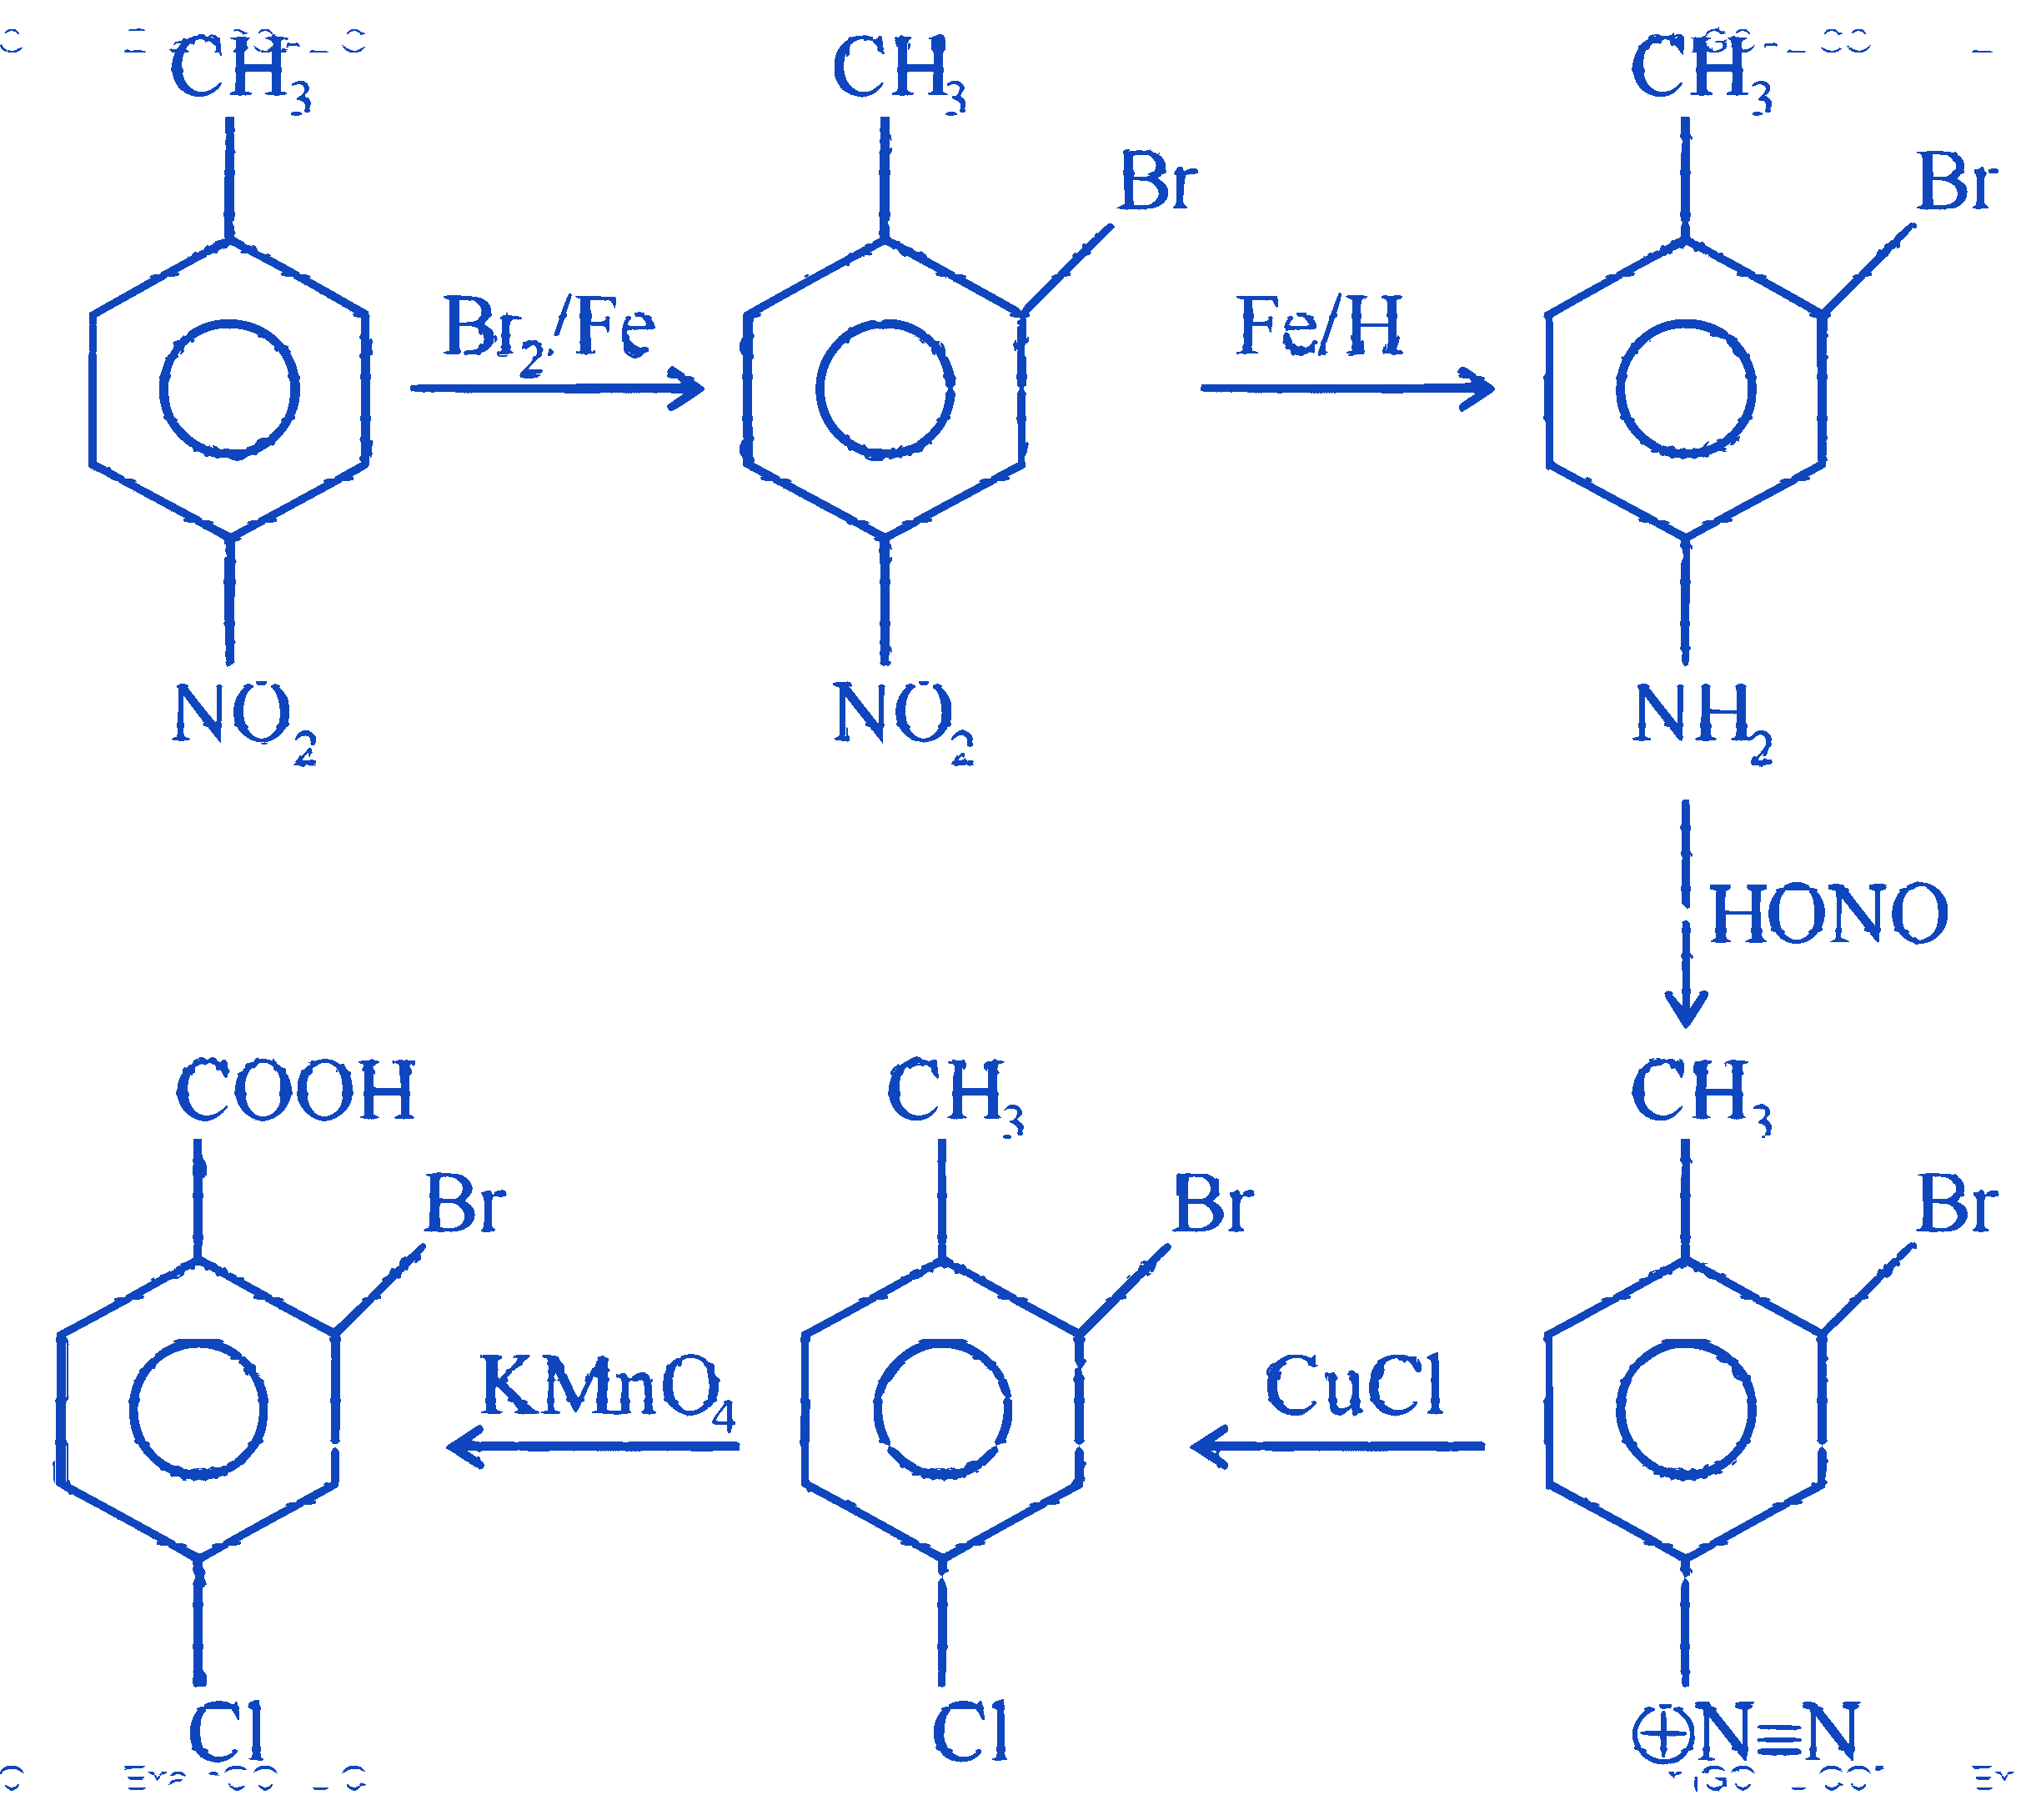 CH3 CH3 CH3
Br Br
Br2/Fe Fe/H
NO2 NO2 NH2
HONO
COOH CH3 CH3
Br Br Br
KMnO4 CuCl
Cl Cl ⊕N≡N